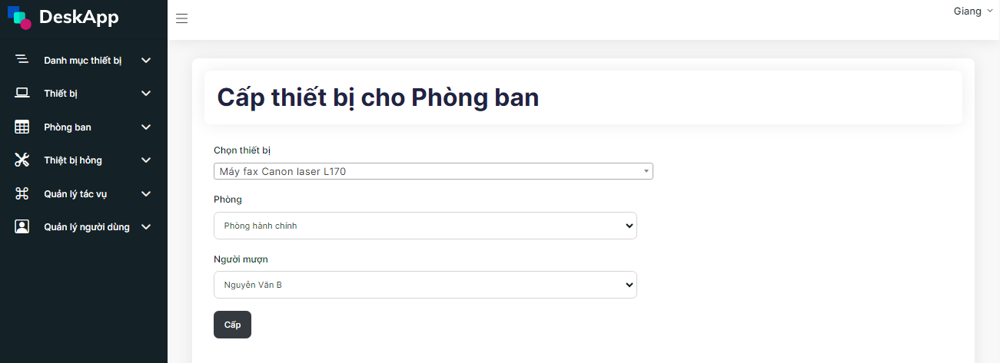 DeskApp
Giang
Danh mục thiết bị
Thiết bị
Phòng ban
Thiệt bị hỏng
Quản lý tác vụ
Quản lý người dùng
Cấp thiết bị cho Phòng ban
Chọn thiết bị
Máy fax Canon laser L170
Phòng
Phòng hành chính
Người mượn
Nguyễn Văn B
Cấp